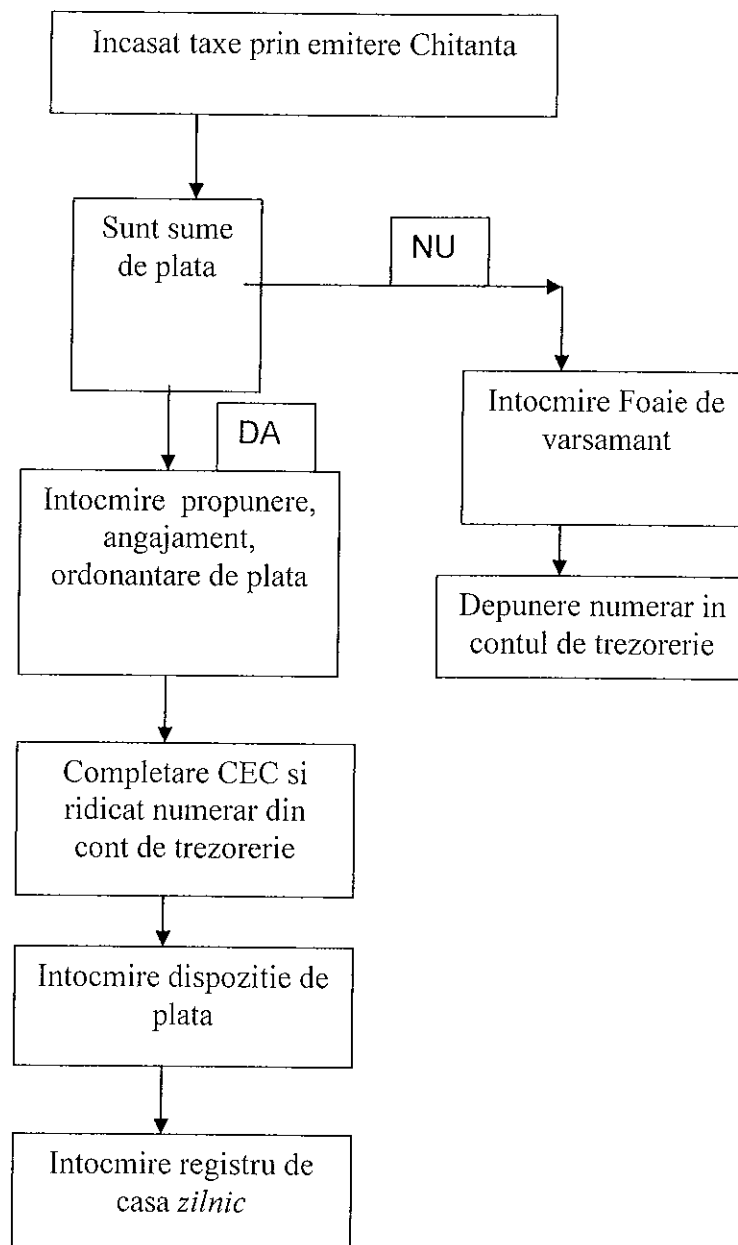 Incasat taxe prin emitere Chitanta
Sunt sume
de plata
NU
Intocmire Foaie de
varsamant
DA
Intocmire propunere,
angajament,
ordonantare de plata
Depunere numerar in
contul de trezorerie
Completare CEC si
ridicat numerar din
cont de trezorerie
Intocmire dispozitie de
plata
Intocmire registru de
casa zilnic